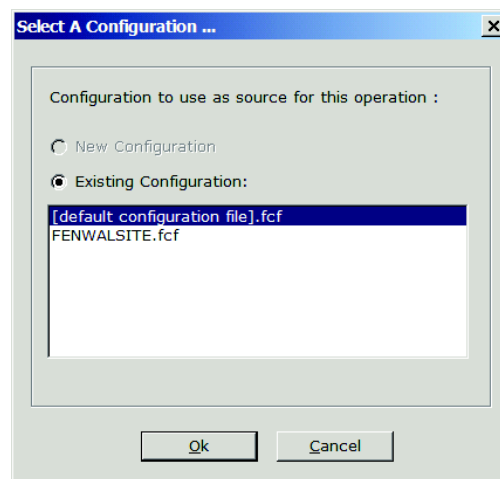 Select A Configuration ...
Configuration to use as source for this operation :
New Configuration
Existing Configuration:
[default configuration file].fcf
FENWALSITE.fcf
Ok Cancel